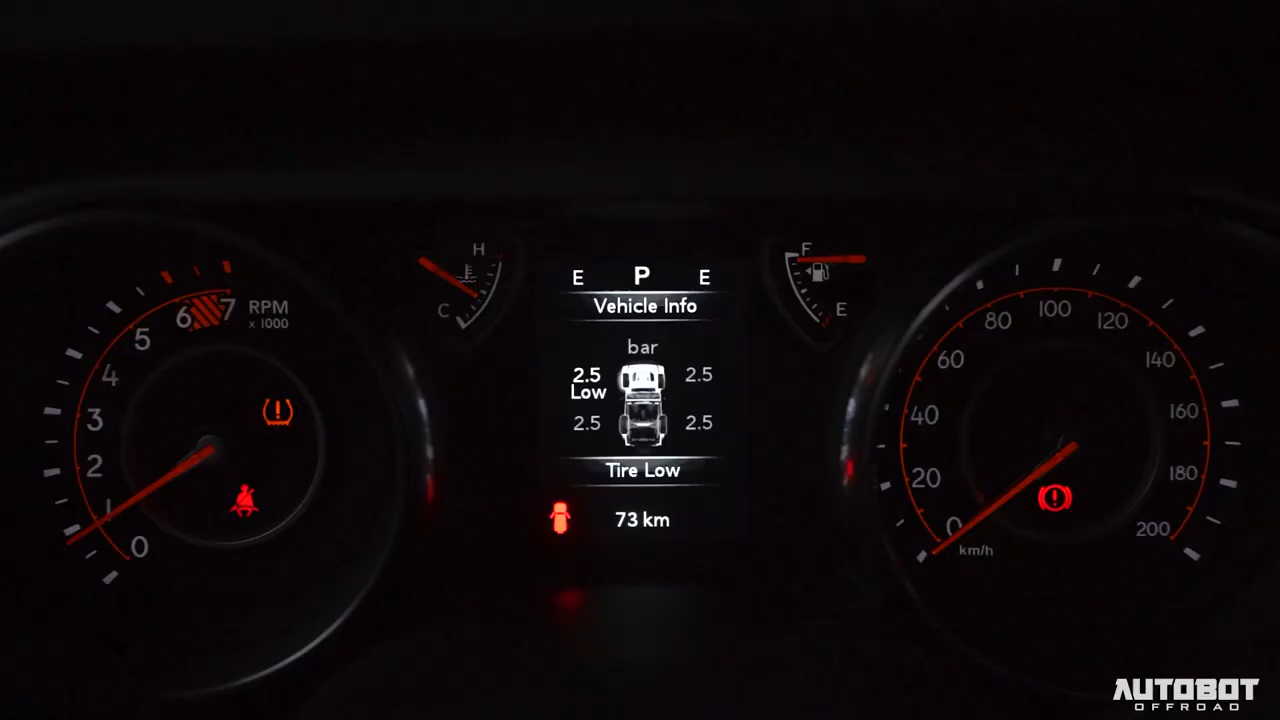 E P E
Vehicle Info
bar
2.5 2.5
Low
2.5 2.5
Tire Low
73 km
H
C
F
E
RPM
x 1000
7
6
5
4
3
2
1
0
0
20
40
60
80
100
120
140
160
180
200
km/h
AUTOBOT
OFFROAD